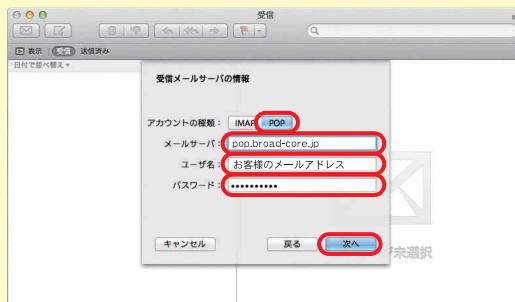 受信
表示 受信 送信済み
日付で並べ替え
受信メールサーバの情報
アカウントの種類： IMAP POP
メールサーバ： pop.broad-core.jp
ユーザ名： お客様のメールアドレス
パスワード： ••••••••••
キャンセル 戻る 次へ
未選択